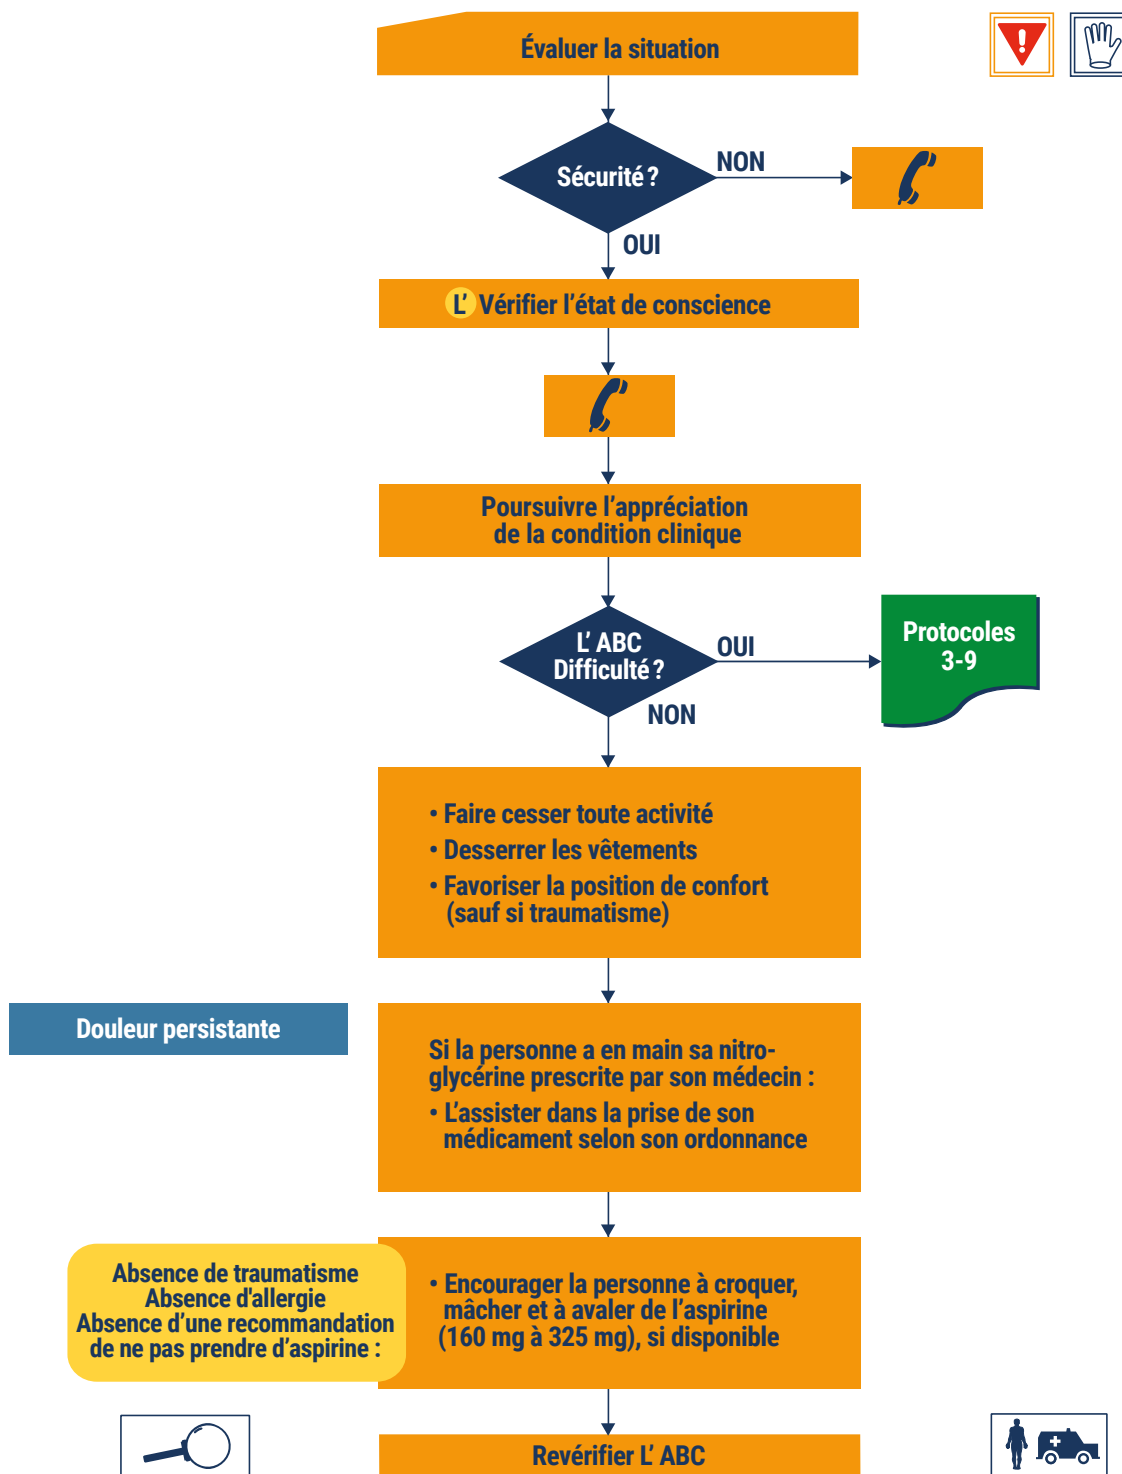 Évaluer la situation
Sécurité ?
NON
OUI
L' Vérifier l'état de conscience
Poursuivre l'appréciation
de la condition clinique
L' ABC
Difficulté ?
OUI
Protocoles
3-9
NON
• Faire cesser toute activité
• Desserrer les vêtements
• Favoriser la position de confort
(sauf si traumatisme)
Douleur persistante
Si la personne a en main sa nitro-
glycérine prescrite par son médecin :
• L'assister dans la prise de son
médicament selon son ordonnance
Absence de traumatisme
Absence d'allergie
Absence d'une recommandation
de ne pas prendre d'aspirine :
• Encourager la personne à croquer,
mâcher et à avaler de l'aspirine
(160 mg à 325 mg), si disponible
Revérifier L' ABC